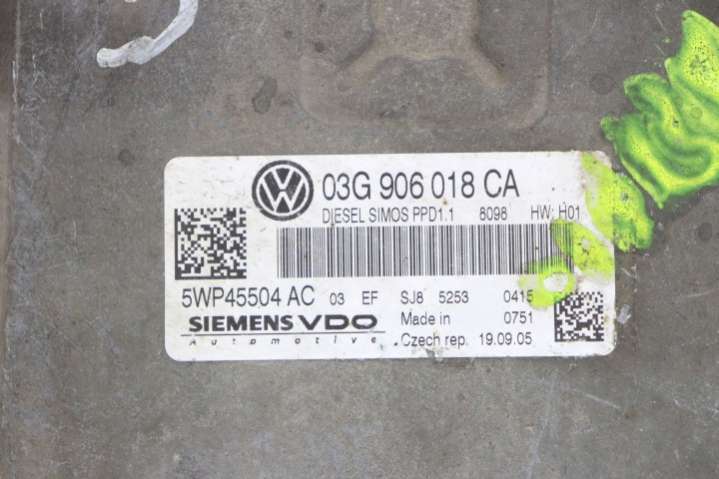 03G 906 018 CA
DIESEL SIMOS PPD1.1 8098 HW: H01
5WP45504 AC 03 EF SJ8 5253 0415
SIEMENS VDO Made in 0751
Automotive Czech rep. 19.09.05